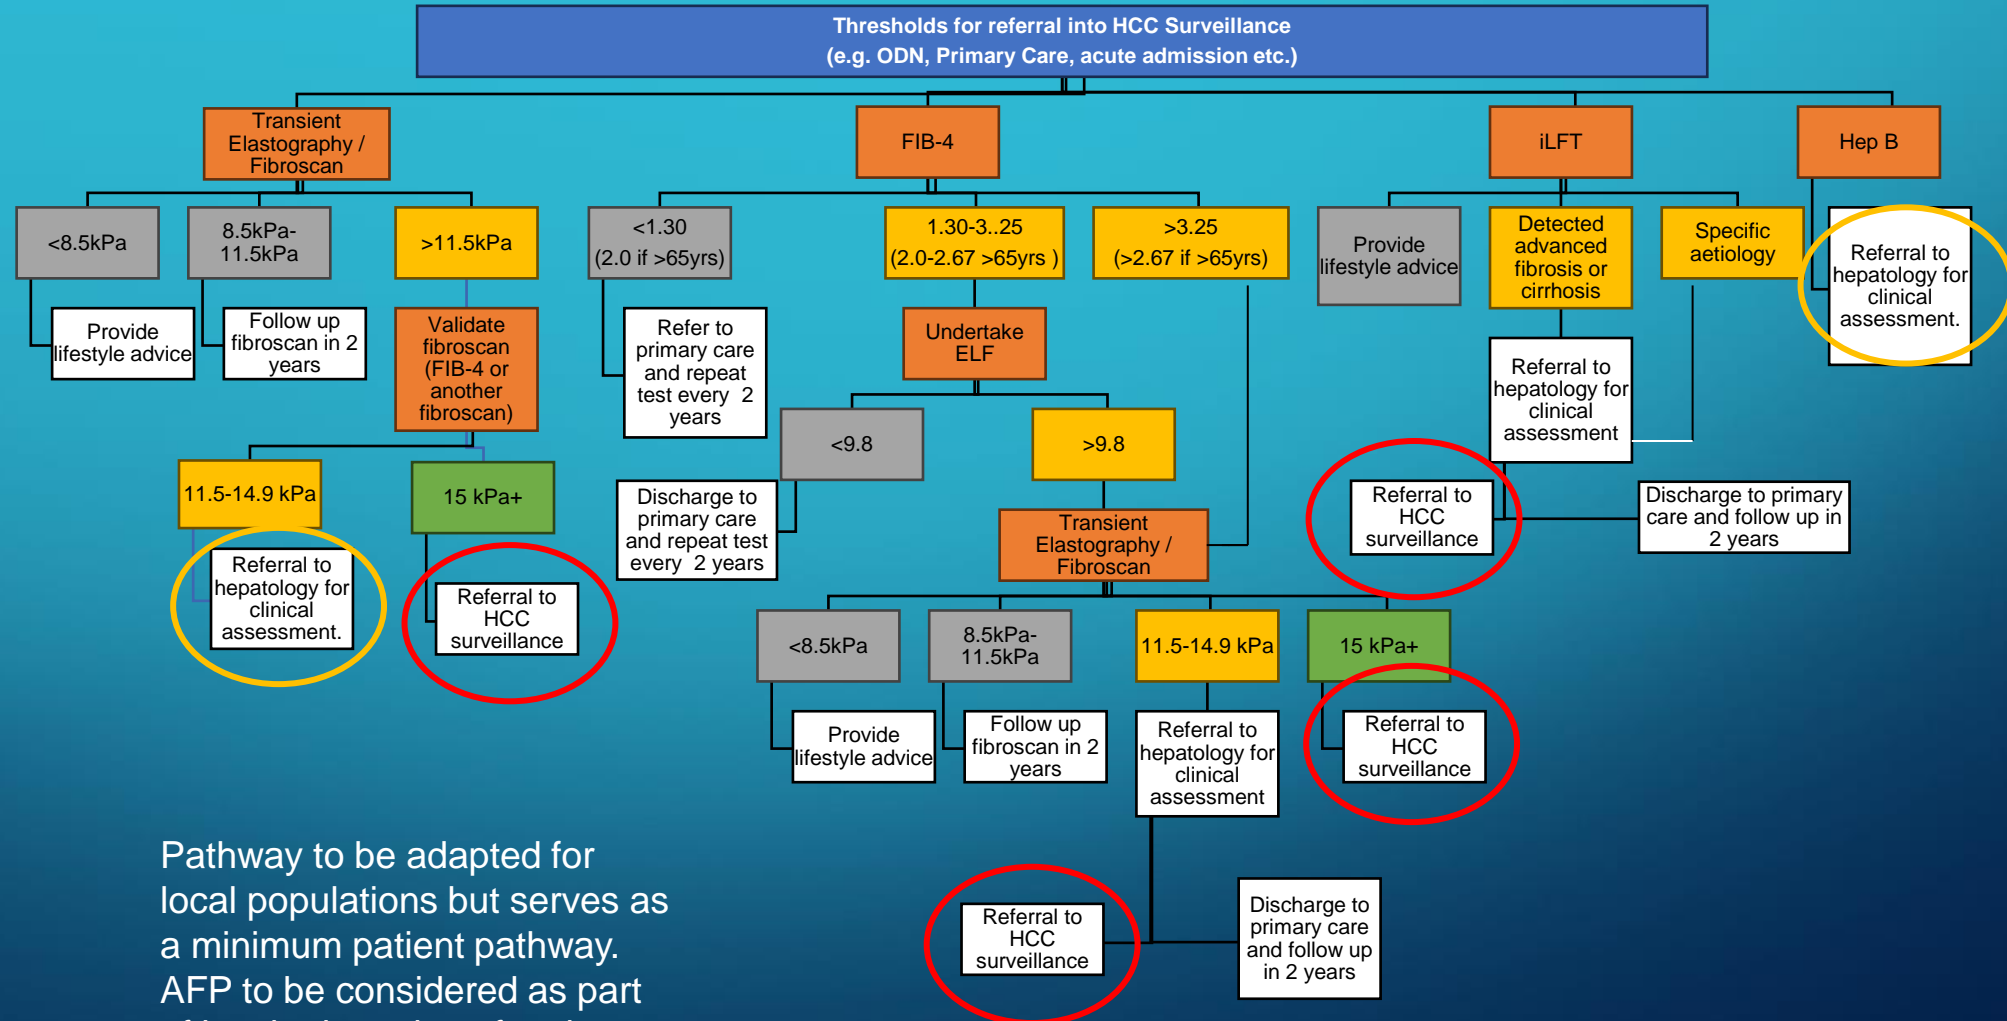 Thresholds for referral into HCC Surveillance
(e.g. ODN, Primary Care, acute admission etc.)
Transient
Elastography /
Fibroscan
FIB-4
iLFT
Hep B
<8.5kPa
8.5kPa-
11.5kPa
>11.5kPa
<1.30
(2.0 if >65yrs)
1.30-3..25
(2.0-2.67 >65yrs )
>3.25
(>2.67 if >65yrs)
Provide
lifestyle advice
Detected
advanced
fibrosis or
cirrhosis
Specific
aetiology
Referral to
hepatology for
clinical
assessment.
Provide
lifestyle advice
Follow up
fibroscan in 2
years
Validate
fibroscan
(FIB-4 or
another
fibroscan)
Refer to
primary care
and repeat
test every 2
years
Undertake
ELF
Referral to
hepatology for
clinical
assessment
<9.8
>9.8
11.5-14.9 kPa
15 kPa+
Discharge to
primary care
and repeat test
every 2 years
Transient
Elastography /
Fibroscan
Referral to
HCC
surveillance
Discharge to primary
care and follow up in
2 years
Referral to
hepatology for
clinical
assessment.
Referral to
HCC
surveillance
<8.5kPa
8.5kPa-
11.5kPa
11.5-14.9 kPa
15 kPa+
Provide
lifestyle advice
Follow up
fibroscan in 2
years
Referral to
hepatology for
clinical
assessment
Referral to
HCC
surveillance
Referral to
HCC
surveillance
Discharge to
primary care
and follow up
in 2 years
Pathway to be adapted for
local populations but serves as
a minimum patient pathway.
AFP to be considered as part